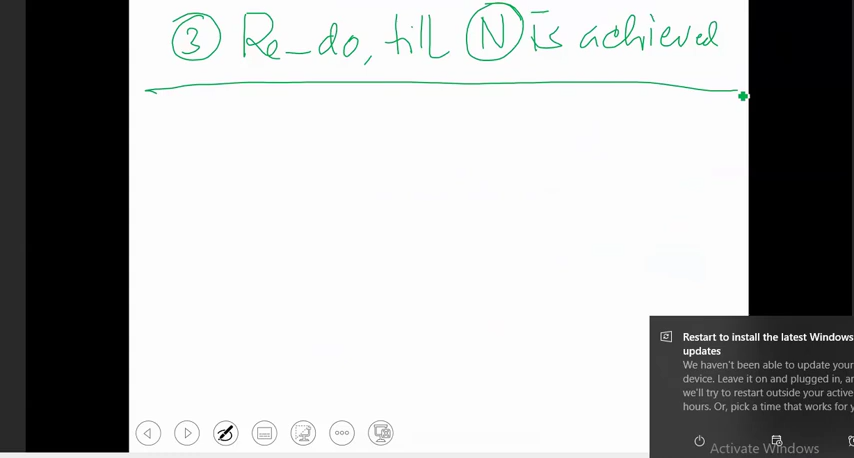 ③ Re-do, till Ⓝ is achieved
Restart to install the latest Windows
updates
We haven't been able to update your
device. Leave it on and plugged in, a
we'll try to restart outside your active
hours. Or, pick a time that works for y
Activate Windows